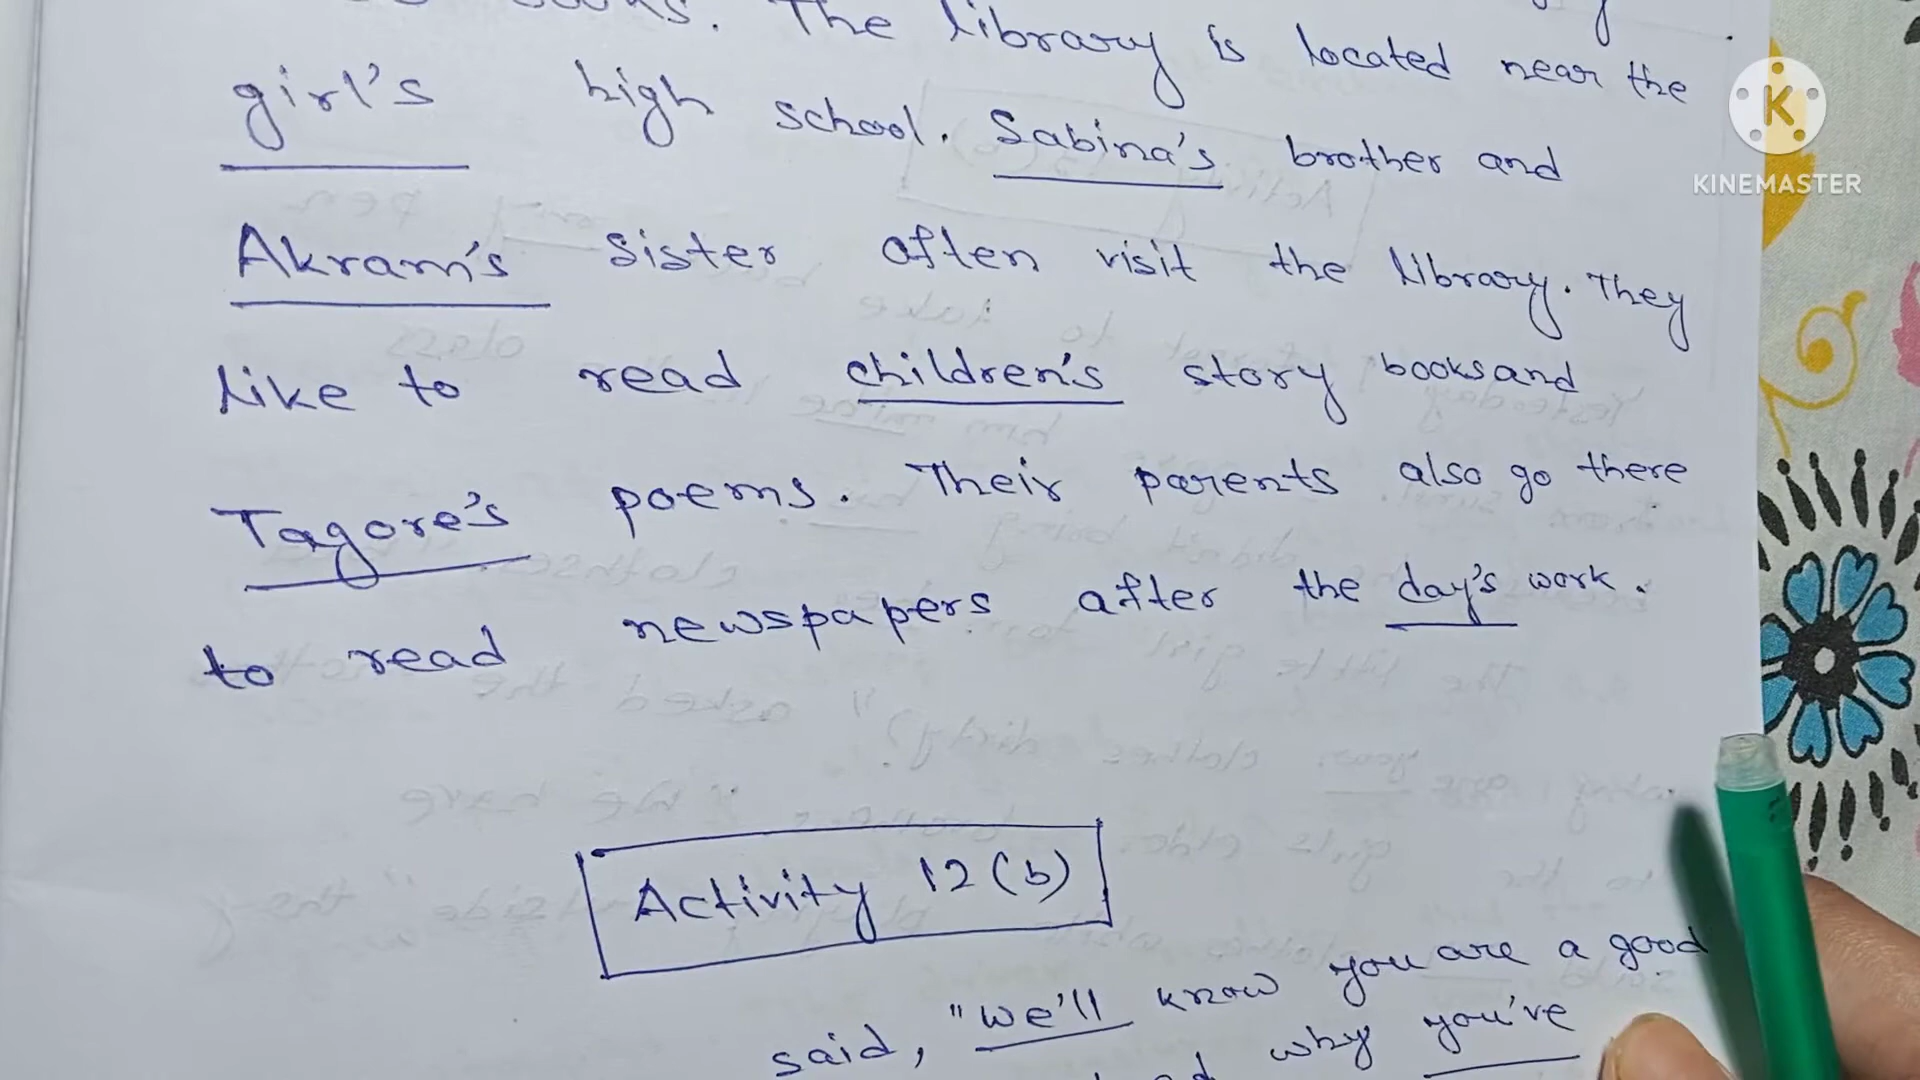 books. The library is located near the
girl's high school. Sabina's brother and
Akram's sister often visit the library. They
like to read children's story books and
Tagore's poems. Their parents also go there
to read newspapers after the day's work.
Activity 12 (b)
said, "we'll know you are a good
why you've
K
KINEMASTER